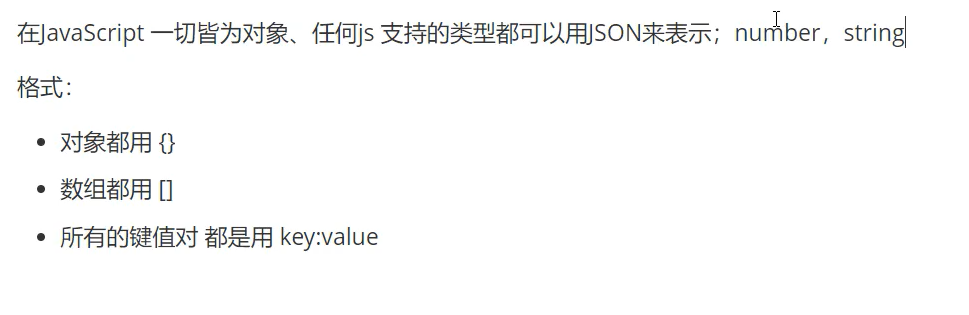 在JavaScript 一切皆为对象、任何js 支持的类型都可以用JSON来表示；number，string
格式：
• 对象都用 {}
• 数组都用 []
• 所有的键值对 都是用 key:value